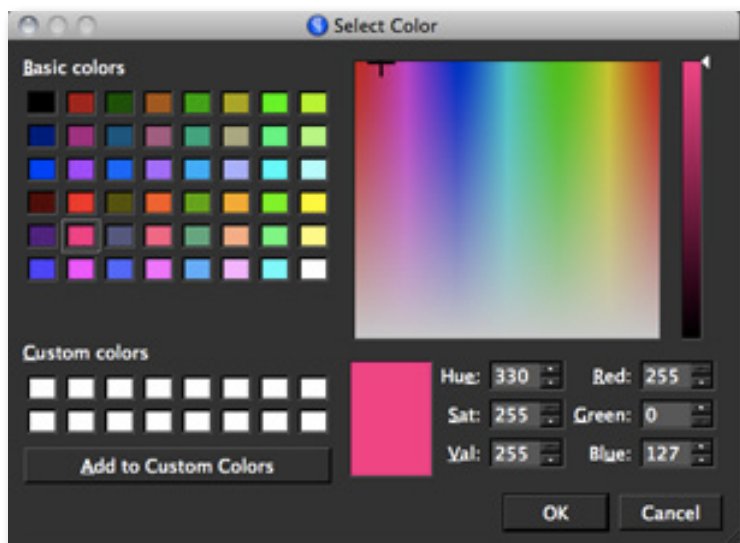 Select Color
Basic colors
Custom colors
Add to Custom Colors
Hue: 330 Red: 255
Sat: 255 Green: 0
Val: 255 Blue: 127
OK Cancel